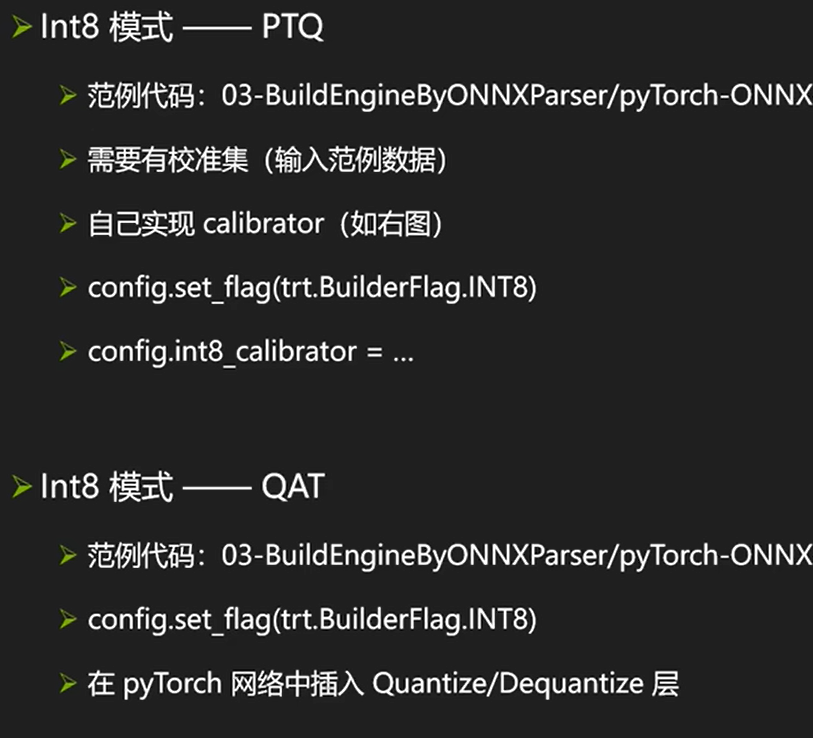 Int8 模式 —— PTQ
范例代码：03-BuildEngineByONNXParser/pyTorch-ONNX
需要有校准集（输入范例数据）
自己实现 calibrator（如右图）
config.set_flag(trt.BuilderFlag.INT8)
config.int8_calibrator = ...
Int8 模式 —— QAT
范例代码：03-BuildEngineByONNXParser/pyTorch-ONNX
config.set_flag(trt.BuilderFlag.INT8)
在 pyTorch 网络中插入 Quantize/Dequantize 层